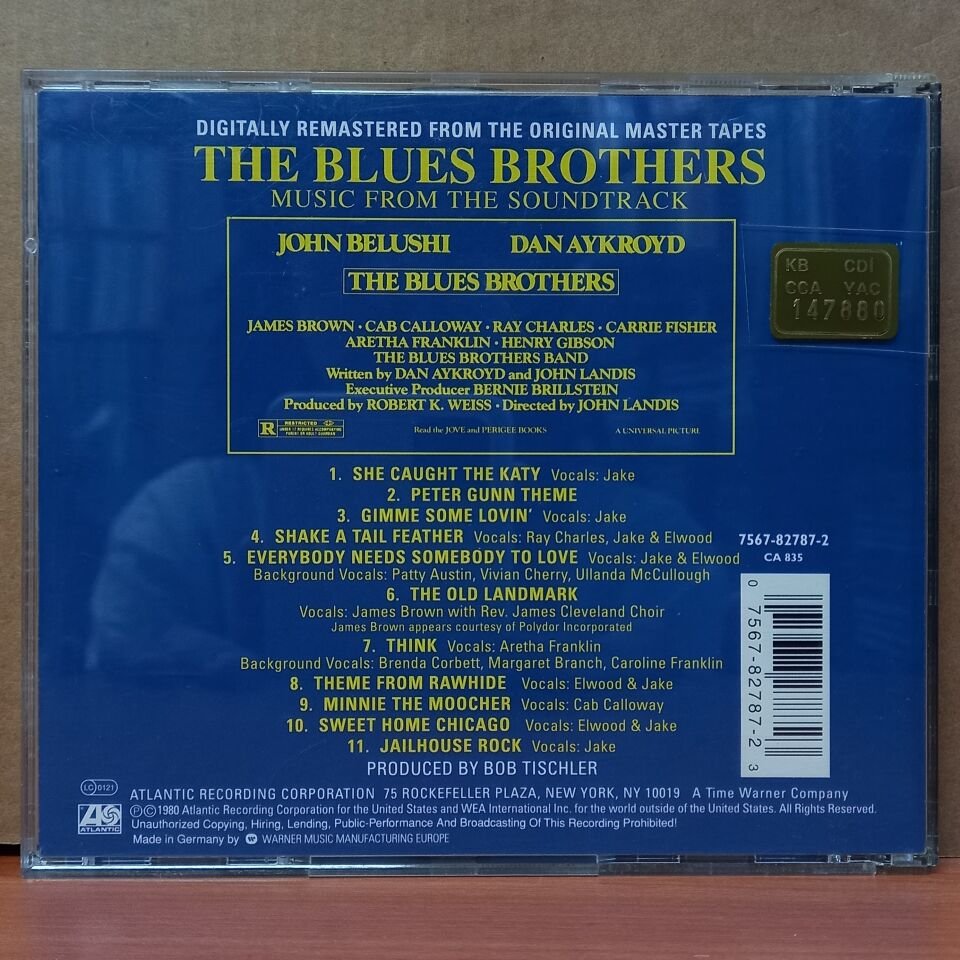 DIGITALLY REMASTERED FROM THE ORIGINAL MASTER TAPES
THE BLUES BROTHERS
MUSIC FROM THE SOUNDTRACK
JOHN BELUSHI DAN AYKROYD
THE BLUES BROTHERS
JAMES BROWN · CAB CALLOWAY · RAY CHARLES · CARRIE FISHER
ARETHA FRANKLIN · HENRY GIBSON
THE BLUES BROTHERS BAND
Written by DAN AYKROYD and JOHN LANDIS
Executive Producer BERNIE BRILLSTEIN
Produced by ROBERT K. WEISS · Directed by JOHN LANDIS
R RESTRICTED
UNDER 17 REQUIRES ACCOMPANYING
PARENT OR ADULT GUARDIAN
Read the JOVE and PERIGEE BOOKS A UNIVERSAL PICTURE
KB CDİ
CCA YAC
147880
1. SHE CAUGHT THE KATY Vocals: Jake
2. PETER GUNN THEME
3. GIMME SOME LOVIN' Vocals: Jake
4. SHAKE A TAIL FEATHER Vocals: Ray Charles, Jake & Elwood
5. EVERYBODY NEEDS SOMEBODY TO LOVE Vocals: Jake & Elwood
Background Vocals: Patty Austin, Vivian Cherry, Ullanda McCullough
6. THE OLD LANDMARK
Vocals: James Brown with Rev. James Cleveland Choir
James Brown appears courtesy of Polydor Incorporated
7. THINK Vocals: Aretha Franklin
Background Vocals: Brenda Corbett, Margaret Branch, Caroline Franklin
8. THEME FROM RAWHIDE Vocals: Elwood & Jake
9. MINNIE THE MOOCHER Vocals: Cab Calloway
10. SWEET HOME CHICAGO Vocals: Elwood & Jake
11. JAILHOUSE ROCK Vocals: Jake
PRODUCED BY BOB TISCHLER
7567-82787-2
CA 835
0 7567-82787-2 3
LC 0121
ATLANTIC RECORDING CORPORATION 75 ROCKEFELLER PLAZA, NEW YORK, NY 10019 A Time Warner Company
ATLANTIC
℗©1980 Atlantic Recording Corporation for the United States and WEA International Inc. for the world outside of the United States. All Rights Reserved.
Unauthorized Copying, Hiring, Lending, Public-Performance And Broadcasting Of This Recording Prohibited!
Made in Germany by WARNER MUSIC MANUFACTURING EUROPE